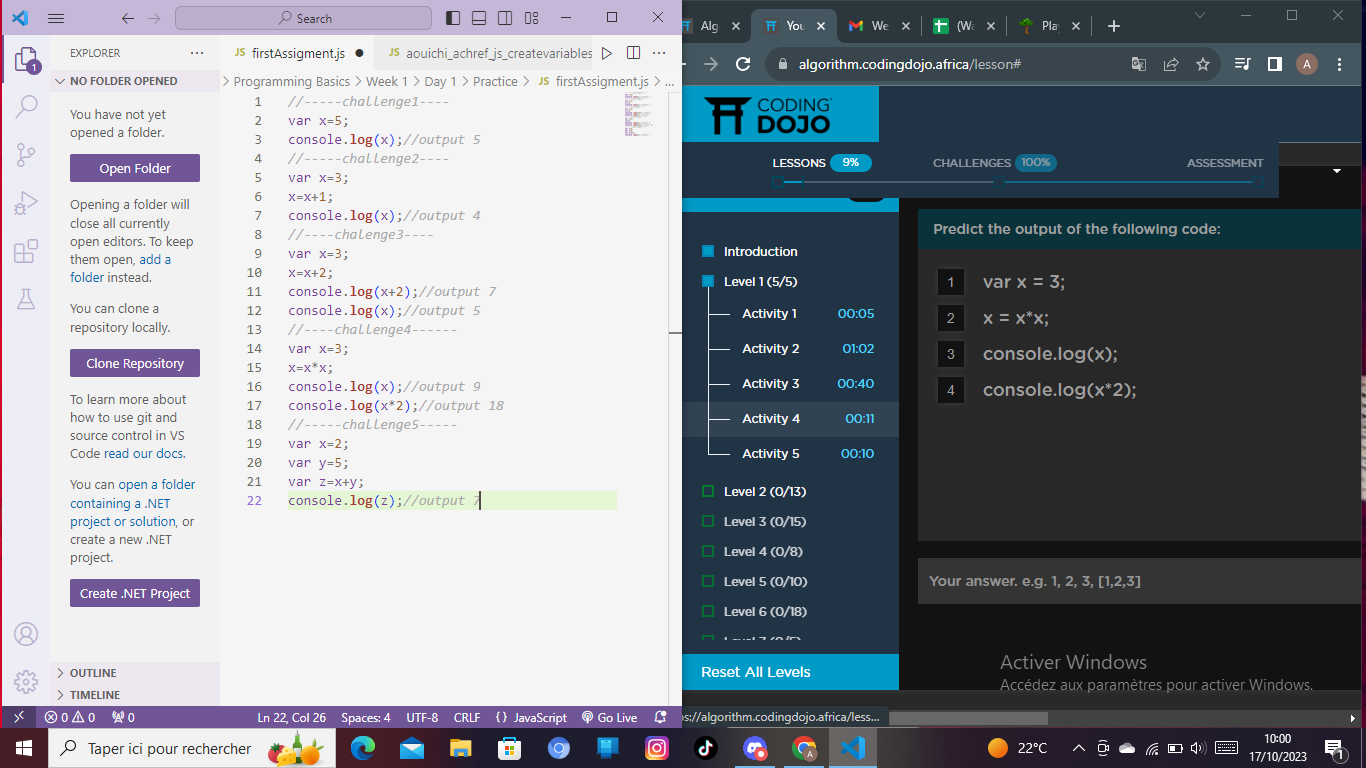 Search
EXPLORER
NO FOLDER OPENED
You have not yet
opened a folder.
Open Folder
Opening a folder will
close all currently
open editors. To keep
them open, add a
folder instead.
You can clone a
repository locally.
Clone Repository
To learn more about
how to use git and
source control in VS
Code read our docs.
You can open a folder
containing a .NET
project or solution, or
create a new .NET
project.
Create .NET Project
OUTLINE
TIMELINE
1
JS firstAssigment.js
JS aouichi_achref_js_createvariables
Programming Basics > Week 1 > Day 1 > Practice > JS firstAssigment.js > ...
1 //-----challenge1----
2 var x=5;
3 console.log(x);//output 5
4 //-----challenge2----
5 var x=3;
6 x=x+1;
7 console.log(x);//output 4
8 //----chalenge3----
9 var x=3;
10 x=x+2;
11 console.log(x+2);//output 7
12 console.log(x);//output 5
13 //----challenge4------
14 var x=3;
15 x=x*x;
16 console.log(x);//output 9
17 console.log(x*2);//output 18
18 //-----challenge5-----
19 var x=2;
20 var y=5;
21 var z=x+y;
22 console.log(z);//output 7
0 0 0
Ln 22, Col 26 Spaces: 4 UTF-8 CRLF {} JavaScript Go Live
Alg
You
We
(Wa
Play
algorithm.codingdojo.africa/lesson#
A
CODING
DOJO
LESSONS 9% CHALLENGES 100% ASSESSMENT
Introduction
Level 1 (5/5)
Activity 1 00:05
Activity 2 01:02
Activity 3 00:40
Activity 4 00:11
Activity 5 00:10
Level 2 (0/13)
Level 3 (0/15)
Level 4 (0/8)
Level 5 (0/10)
Level 6 (0/18)
Level 7 (0/5)
Reset All Levels
Predict the output of the following code:
1 var x = 3;
2 x = x*x;
3 console.log(x);
4 console.log(x*2);
Your answer. e.g. 1, 2, 3, [1,2,3]
Activer Windows
Accédez aux paramètres pour activer Windows.
ps://algorithm.codingdojo.africa/less...
Taper ici pour rechercher
22°C
10:00
17/10/2023
1